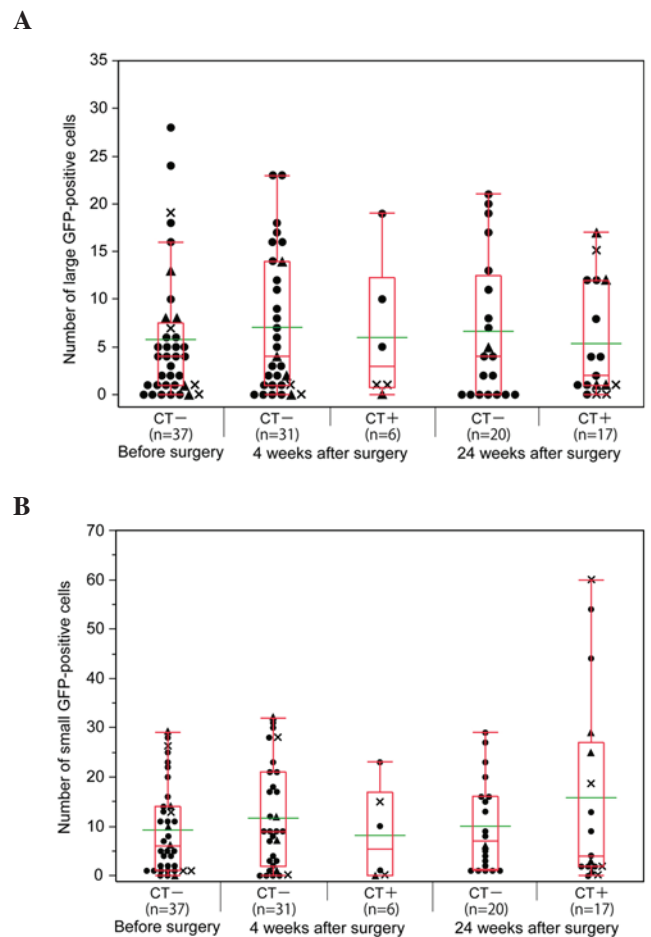 A
Number of large GFP-positive cells
35
30
25
20
15
10
5
0
CT− CT− CT+ CT− CT+
(n=37) (n=31) (n=6) (n=20) (n=17)
Before surgery 4 weeks after surgery 24 weeks after surgery
B
Number of small GFP-positive cells
70
60
50
40
30
20
10
0
CT− CT− CT+ CT− CT+
(n=37) (n=31) (n=6) (n=20) (n=17)
Before surgery 4 weeks after surgery 24 weeks after surgery